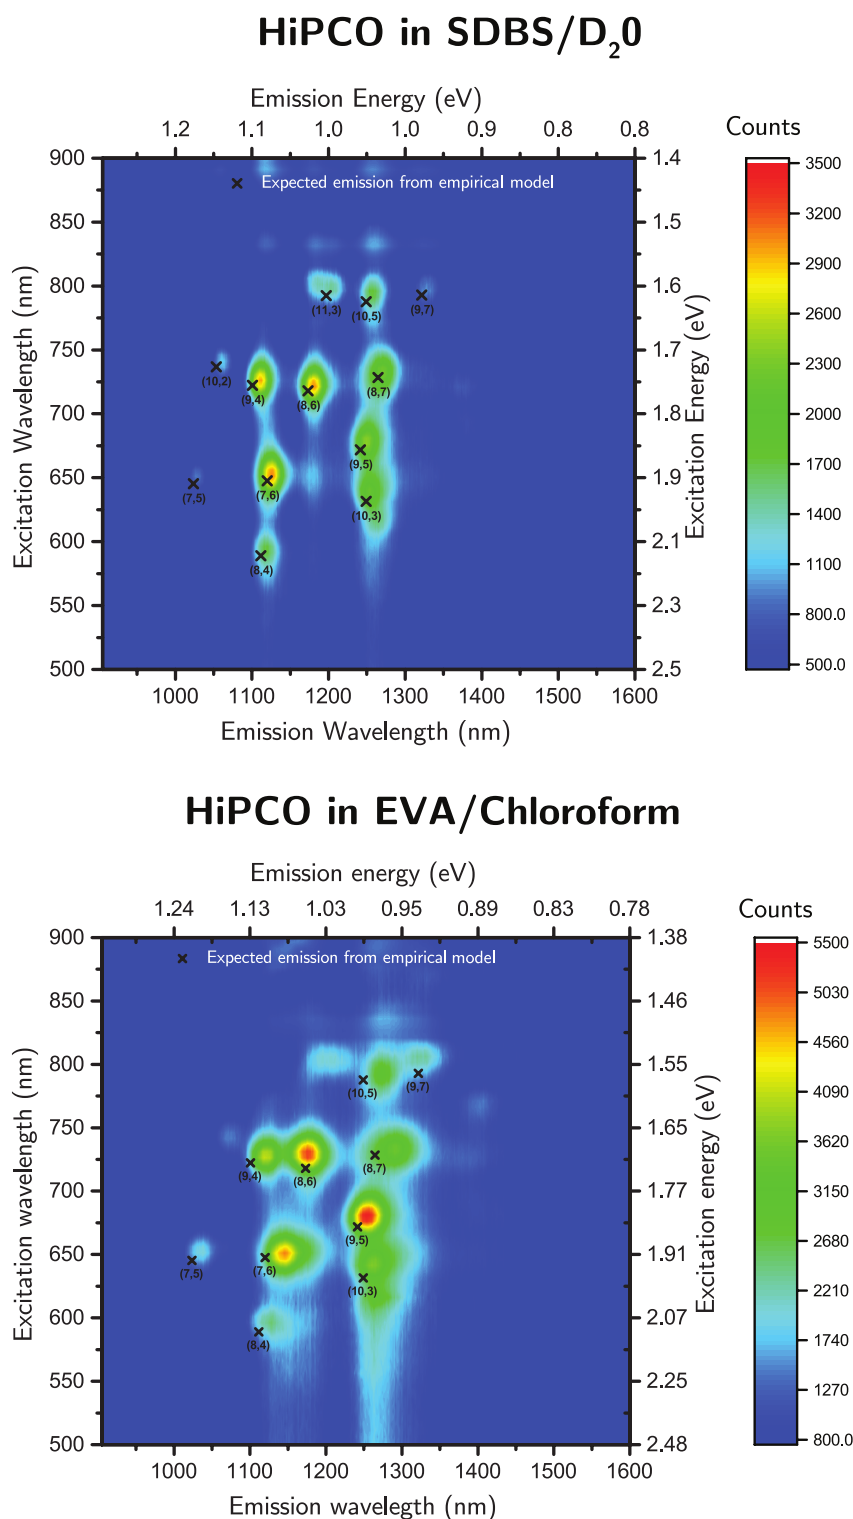 HiPCO in SDBS/D₂0
Emission Energy (eV)
1.2 1.1 1.0 1.0 0.9 0.8 0.8
Counts
900 850 800 750 700 650 600 550 500
Excitation Wavelength (nm)
× Expected emission from empirical model
(11,3)
(10,5)
(9,7)
(10,2)
(9,4)
(8,6)
(8,7)
(9,5)
(7,5)
(7,6)
(10,3)
(8,4)
1.4 1.5 1.6 1.7 1.8 1.9 2.1 2.3 2.5
Excitation Energy (eV)
3500 3200 2900 2600 2300 2000 1700 1400 1100 800.0 500.0
1000 1100 1200 1300 1400 1500 1600
Emission Wavelength (nm)
HiPCO in EVA/Chloroform
Emission energy (eV)
1.24 1.13 1.03 0.95 0.89 0.83 0.78
Counts
900 850 800 750 700 650 600 550 500
Excitation wavelength (nm)
× Expected emission from empirical model
(10,5)
(9,7)
(9,4)
(8,6)
(8,7)
(9,5)
(7,5)
(7,6)
(10,3)
(8,4)
1.38 1.46 1.55 1.65 1.77 1.91 2.07 2.25 2.48
Excitation energy (eV)
5500 5030 4560 4090 3620 3150 2680 2210 1740 1270 800.0
1000 1100 1200 1300 1400 1500 1600
Emission wavelegth (nm)